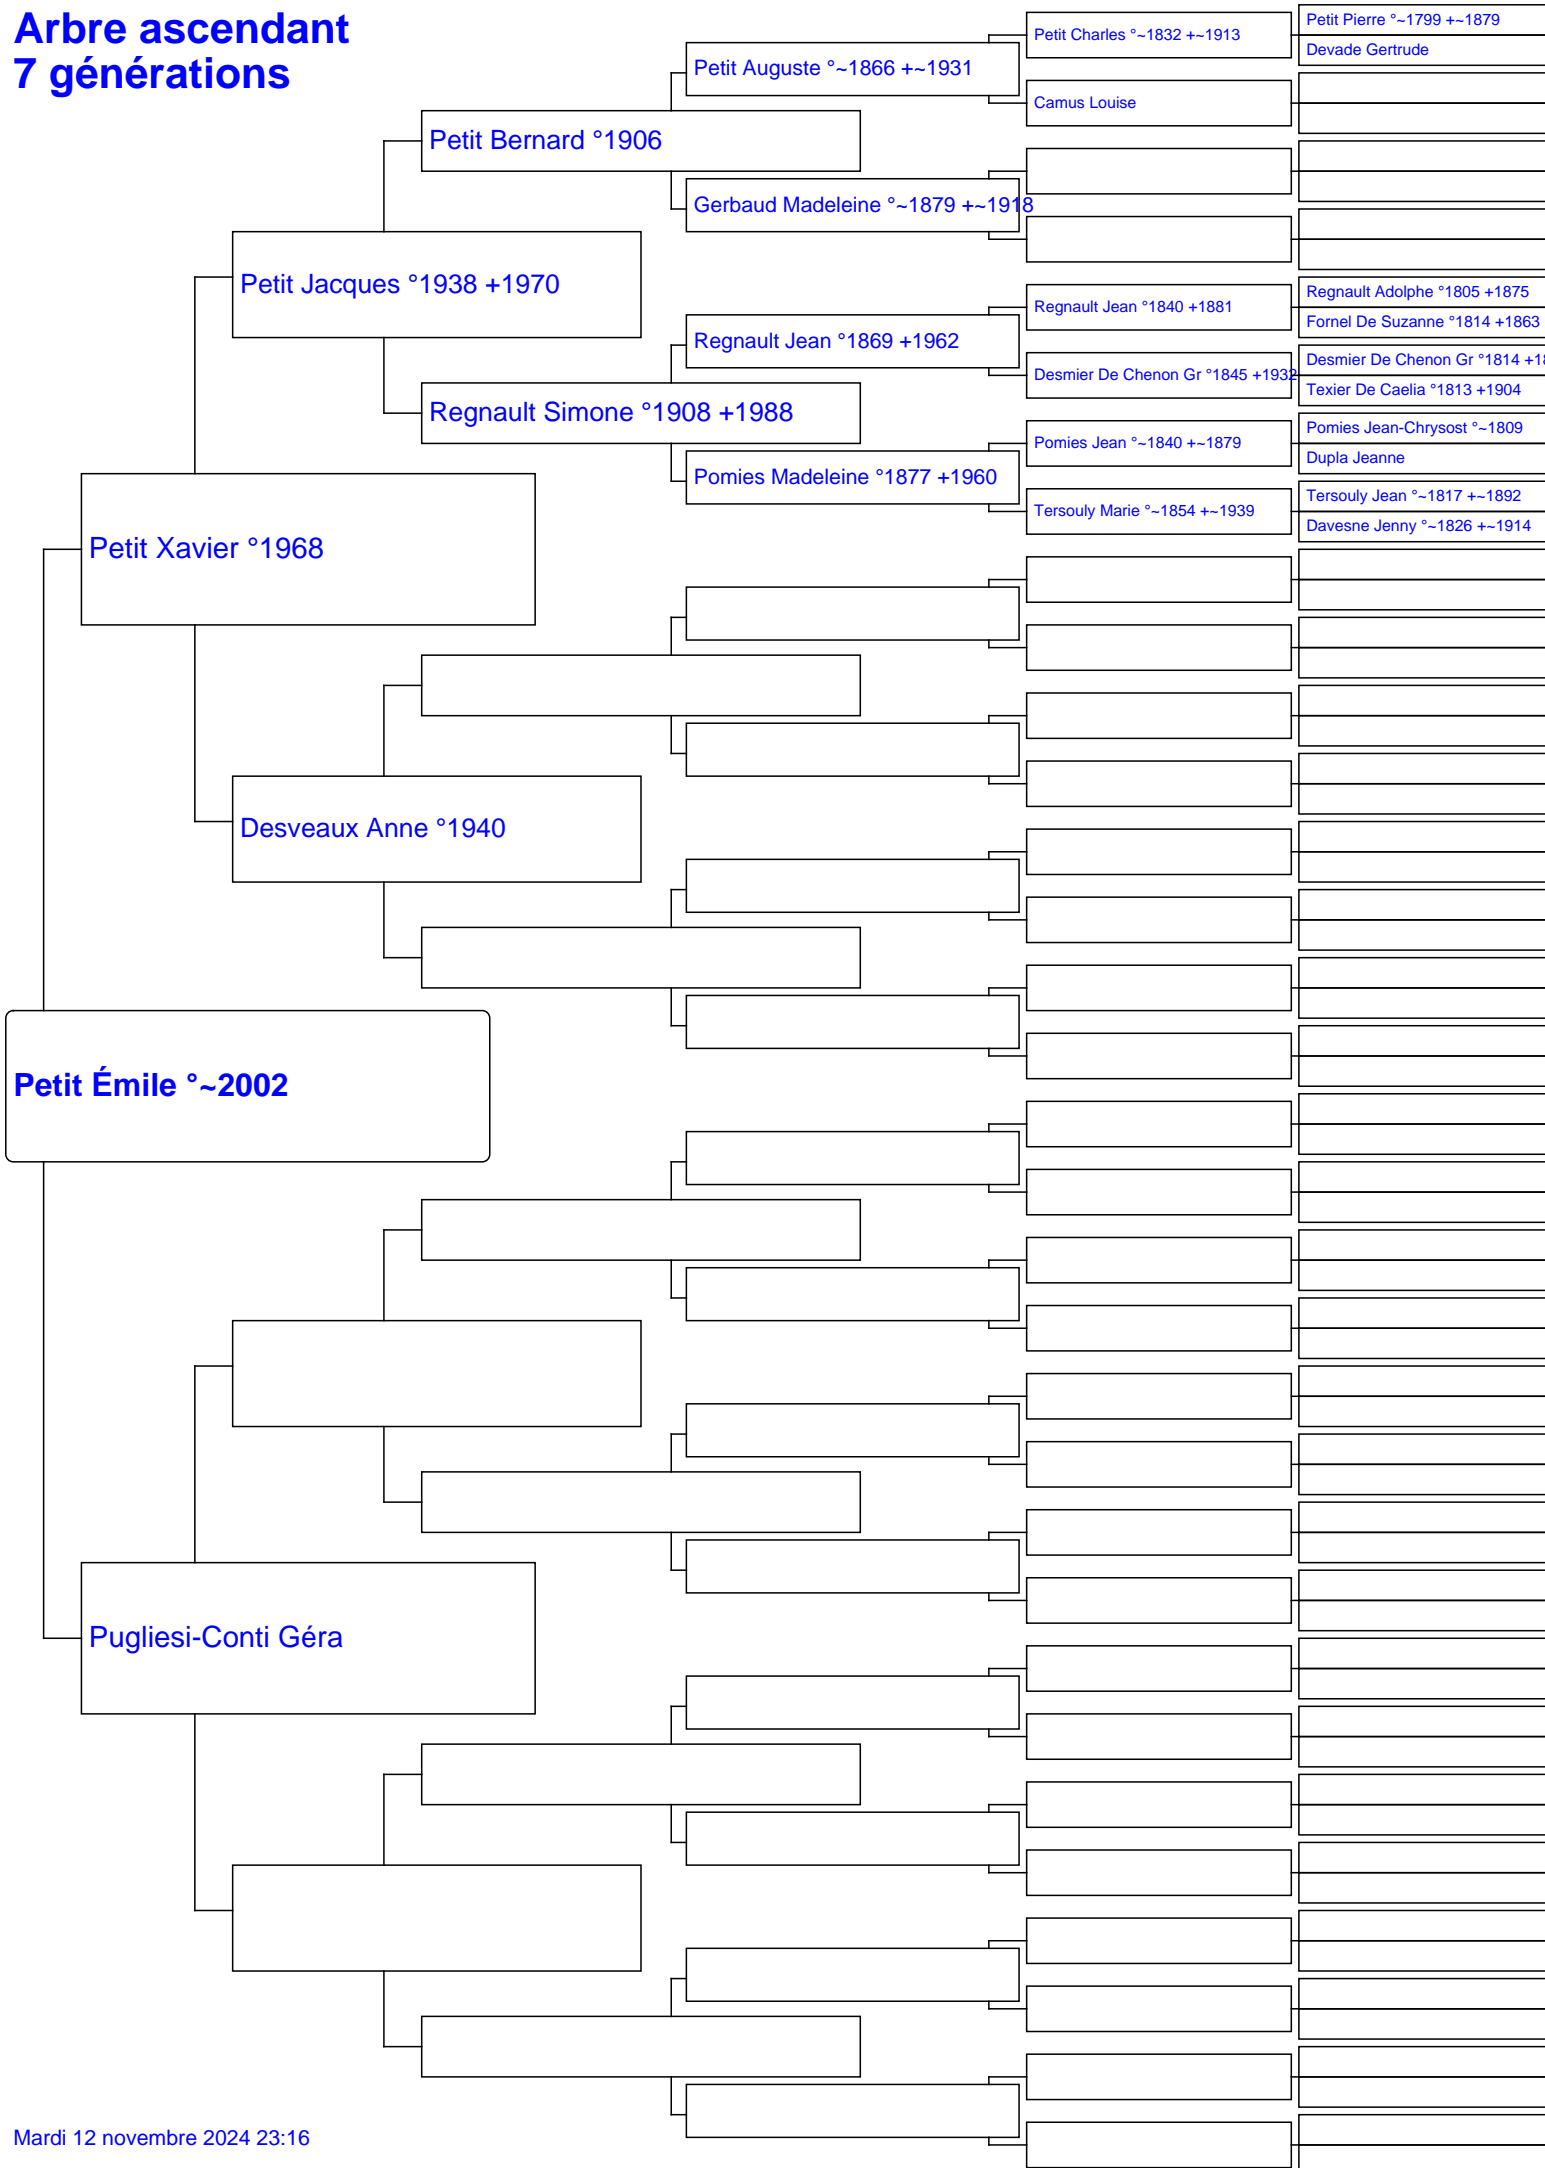 Arbre ascendant
7 générations
Petit Charles °~1832 +~1913
Petit Pierre °~1799 +~1879
Devade Gertrude
Petit Auguste °~1866 +~1931
Camus Louise
Petit Bernard °1906
Gerbaud Madeleine °~1879 +~1918
Petit Jacques °1938 +1970
Regnault Jean °1840 +1881
Regnault Adolphe °1805 +1875
Fornel De Suzanne °1814 +1863
Regnault Jean °1869 +1962
Desmier De Chenon Gr °1845 +1932
Desmier De Chenon Gr °1814
Texier De Caelia °1813 +1904
Regnault Simone °1908 +1988
Pomies Jean °~1840 +~1879
Pomies Jean-Chrysost °~1809
Dupla Jeanne
Pomies Madeleine °1877 +1960
Tersouly Marie °~1854 +~1939
Tersouly Jean °~1817 +~1892
Davesne Jenny °~1826 +~1914
Petit Xavier °1968
Desveaux Anne °1940
Petit Émile °~2002
Pugliesi-Conti Géra
Mardi 12 novembre 2024 23:16